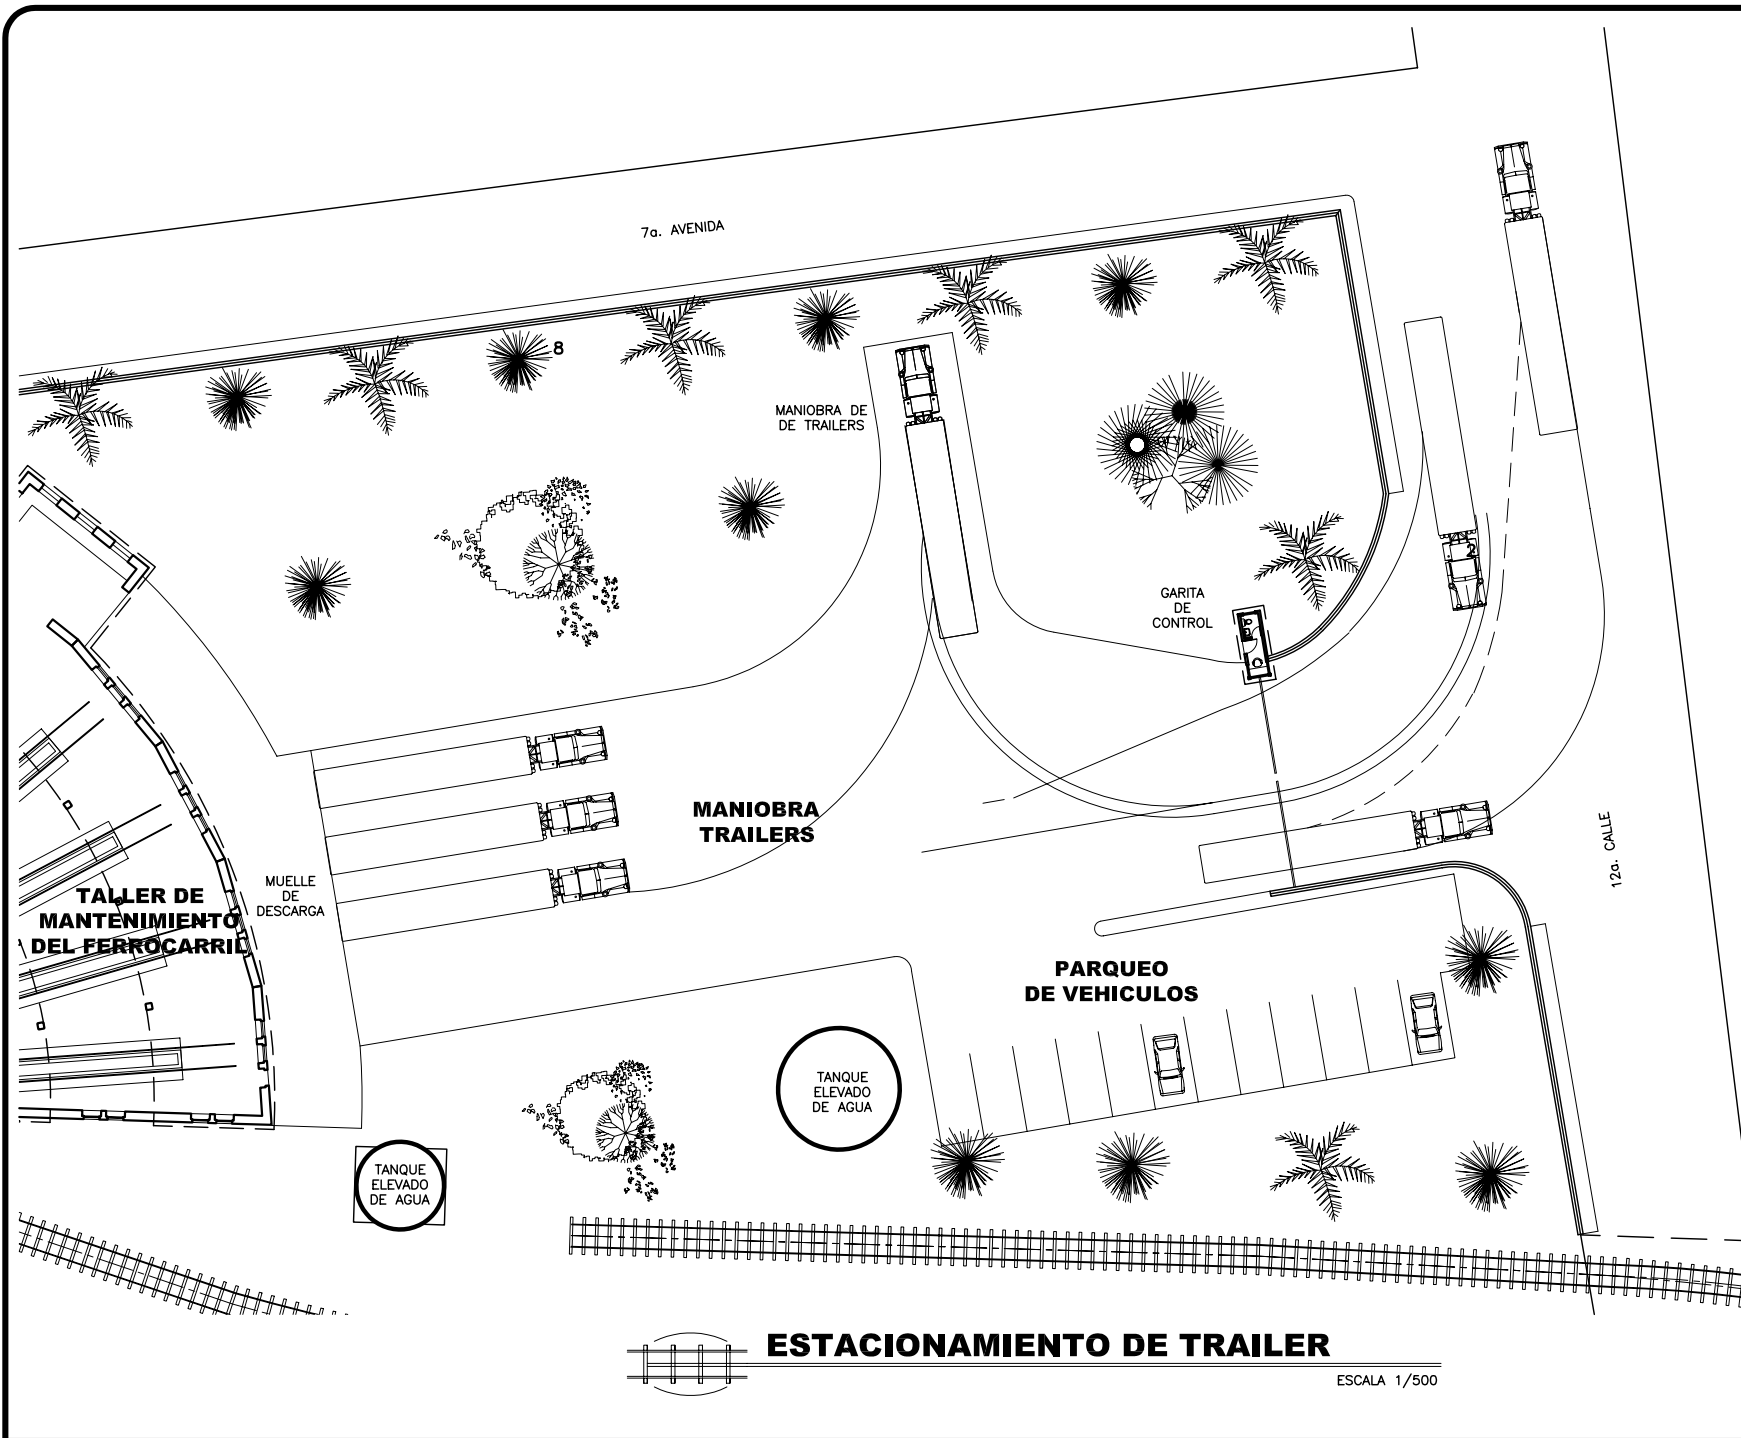 7a. AVENIDA
8
MANIOBRA DE
DE TRAILERS
2
GARITA
DE
CONTROL
MANIOBRA
TRAILERS
12a. CALLE
MUELLE
DE
DESCARGA
TALLER DE
MANTENIMIENTO
DEL FERROCARRIL
PARQUEO
DE VEHICULOS
TANQUE
ELEVADO
DE AGUA
TANQUE
ELEVADO
DE AGUA
ESTACIONAMIENTO DE TRAILER
ESCALA 1/500